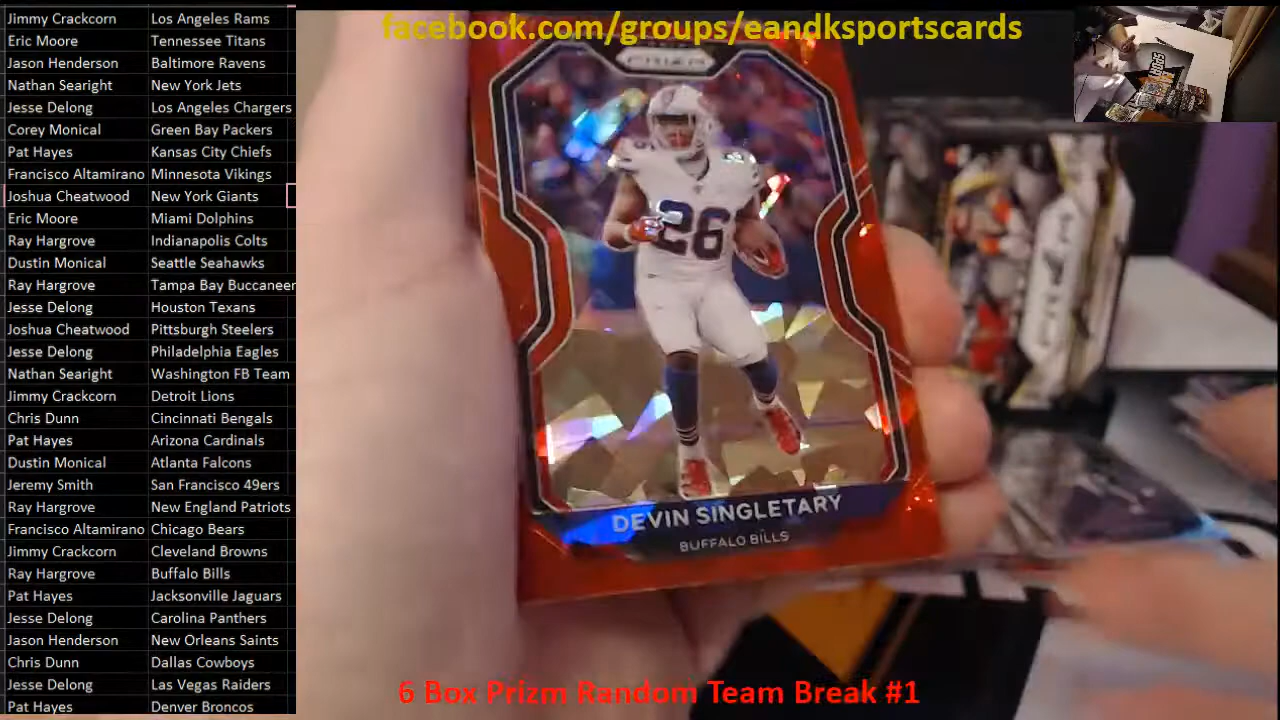 facebook.com/groups/eandksportscards
Jimmy Crackcorn Los Angeles Rams
Eric Moore Tennessee Titans
Jason Henderson Baltimore Ravens
Nathan Searight New York Jets
Jesse Delong Los Angeles Chargers
Corey Monical Green Bay Packers
Pat Hayes Kansas City Chiefs
Francisco Altamirano Minnesota Vikings
Joshua Cheatwood New York Giants
Eric Moore Miami Dolphins
Ray Hargrove Indianapolis Colts
Dustin Monical Seattle Seahawks
Ray Hargrove Tampa Bay Buccaneer
Jesse Delong Houston Texans
Joshua Cheatwood Pittsburgh Steelers
Jesse Delong Philadelphia Eagles
Nathan Searight Washington FB Team
Jimmy Crackcorn Detroit Lions
Chris Dunn Cincinnati Bengals
Pat Hayes Arizona Cardinals
Dustin Monical Atlanta Falcons
Jeremy Smith San Francisco 49ers
Ray Hargrove New England Patriots
Francisco Altamirano Chicago Bears
Jimmy Crackcorn Cleveland Browns
Ray Hargrove Buffalo Bills
Pat Hayes Jacksonville Jaguars
Jesse Delong Carolina Panthers
Jason Henderson New Orleans Saints
Chris Dunn Dallas Cowboys
Jesse Delong Las Vegas Raiders
Pat Hayes Denver Broncos
PRIZM
26
DEVIN SINGLETARY
BUFFALO BILLS
6 Box Prizm Random Team Break #1